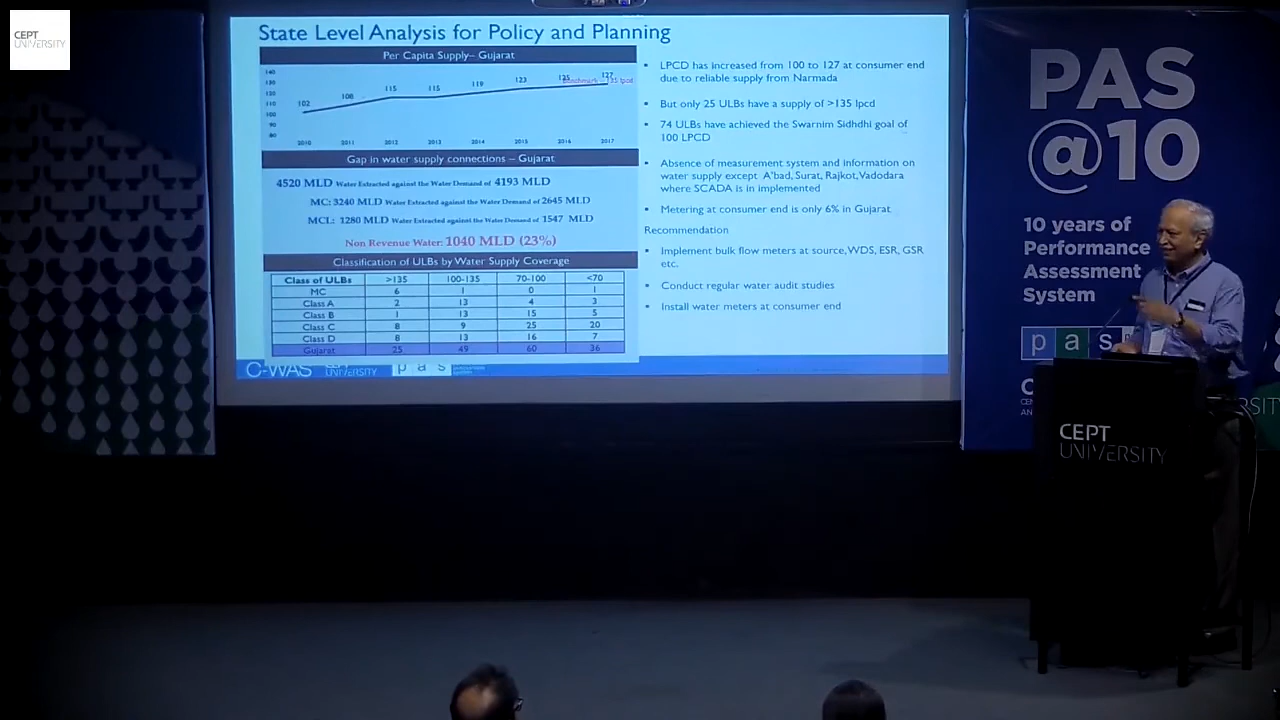 CEPT
UNIVERSITY
State Level Analysis for Policy and Planning
Per Capita Supply– Gujarat
140
130
120
110
100
90
80
102
108
115
115
119
123
125
127
Benchmark – 135 lpcd
2010 2011 2012 2013 2014 2015 2016 2017
Gap in water supply connections – Gujarat
4520 MLD Water Extracted against the Water Demand of 4193 MLD
MC: 3240 MLD Water Extracted against the Water Demand of 2645 MLD
MCL: 1280 MLD Water Extracted against the Water Demand of 1547 MLD
Non Revenue Water: 1040 MLD (23%)
Classification of ULBs by Water Supply Coverage
Class of ULBs >135 100-135 70-100 <70
MC 6 1 0 1
Class A 2 13 4 3
Class B 1 13 15 5
Class C 8 9 25 20
Class D 8 13 16 7
Gujarat 25 49 60 36
▪ LPCD has increased from 100 to 127 at consumer end
due to reliable supply from Narmada
▪ But only 25 ULBs have a supply of >135 lpcd
▪ 74 ULBs have achieved the Swarnim Sidhdhi goal of
100 LPCD
▪ Absence of measurement system and information on
water supply except A'bad, Surat, Rajkot, Vadodara
where SCADA is in implemented
▪ Metering at consumer end is only 6% in Gujarat
Recommendation
▪ Implement bulk flow meters at source, WDS, ESR, GSR
etc.
▪ Conduct regular water audit studies
▪ Install water meters at consumer end
C-WAS UNIVERSITY p a s
PAS
@10
10 years of
Performance
Assessment
System
p a s
CEPT
UNIVERSITY